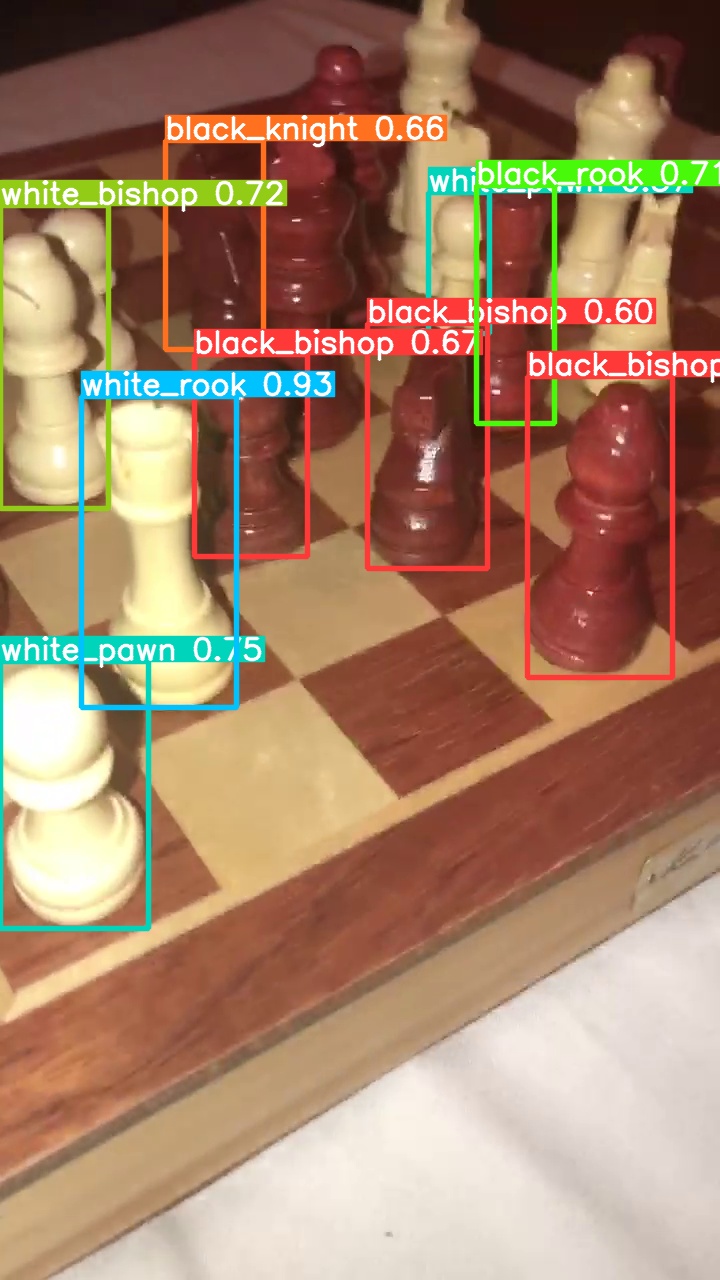 black_knight 0.66
black_rook 0.71
white_bishop 0.72
black_bishop 0.60
black_bishop 0.67
black_bishop
white_rook 0.93
white_pawn 0.75